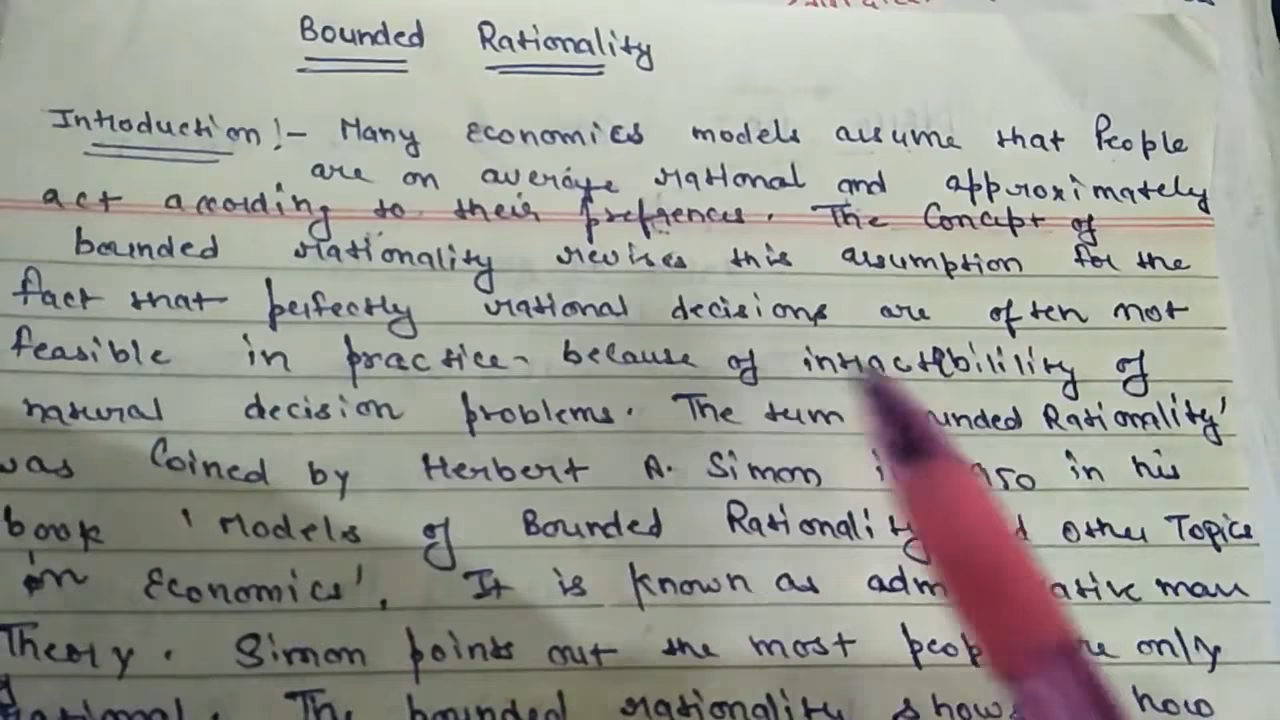 Bounded Rationality
Introduction!- Many economics models assume that People
are on average rational and approximately
act according to their prefrences. The Concept of
bounded rationality revises this assumption for the
fact that perfectly rational decisions are often not
feasible in practice because of intractibility of
natural decision problems. The Rationality'
was Coined by Herbert A. Simon in his
book 'Models of Bounded Other Topics
in Economics'. It is known as man
Theory. Simon points out the most only
The bounded rationality how